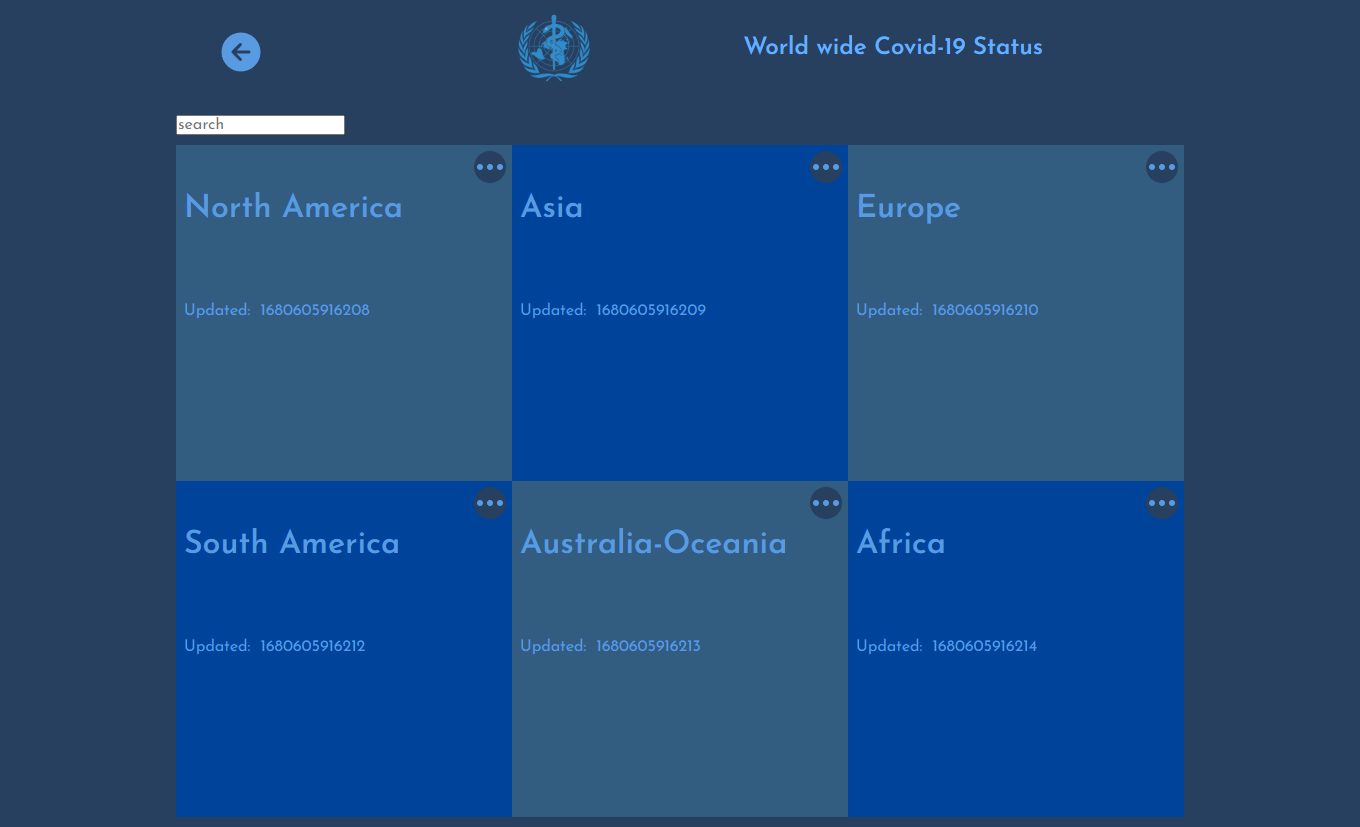 World wide Covid-19 Status
search
North America
Updated: 1680605916208
Asia
Updated: 1680605916209
Europe
Updated: 1680605916210
South America
Updated: 1680605916212
Australia-Oceania
Updated: 1680605916213
Africa
Updated: 1680605916214